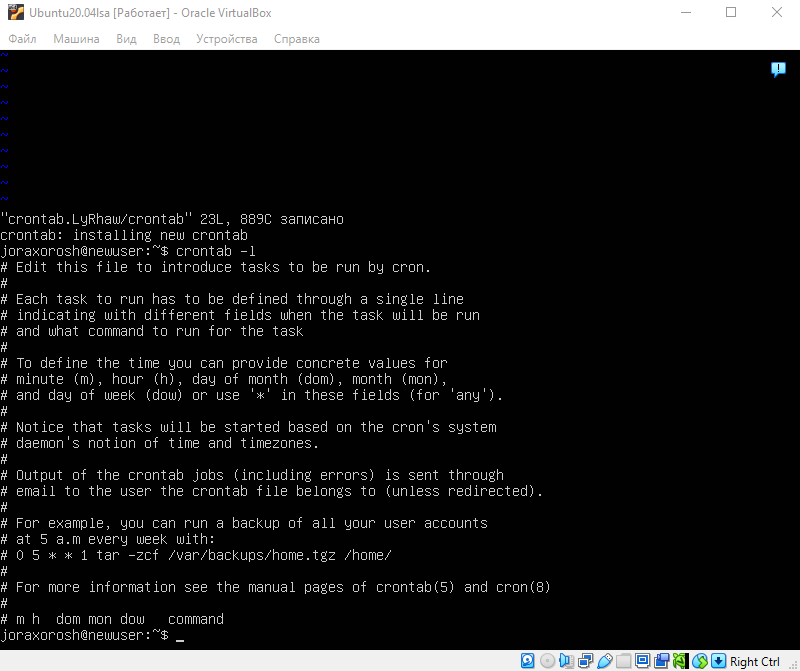 Ubuntu20.04lsa [Работает] - Oracle VirtualBox
Файл Машина Вид Ввод Устройства Справка
~
~
~
~
~
~
~
~
~
~
"crontab.LyRhaw/crontab" 23L, 889C записано
crontab: installing new crontab
joraxorosh@newuser:~$ crontab -l
# Edit this file to introduce tasks to be run by cron.
#
# Each task to run has to be defined through a single line
# indicating with different fields when the task will be run
# and what command to run for the task
#
# To define the time you can provide concrete values for
# minute (m), hour (h), day of month (dom), month (mon),
# and day of week (dow) or use '*' in these fields (for 'any').
#
# Notice that tasks will be started based on the cron's system
# daemon's notion of time and timezones.
#
# Output of the crontab jobs (including errors) is sent through
# email to the user the crontab file belongs to (unless redirected).
#
# For example, you can run a backup of all your user accounts
# at 5 a.m every week with:
# 0 5 * * 1 tar -zcf /var/backups/home.tgz /home/
#
# For more information see the manual pages of crontab(5) and cron(8)
#
# m h  dom mon dow   command
joraxorosh@newuser:~$ _
Right Ctrl